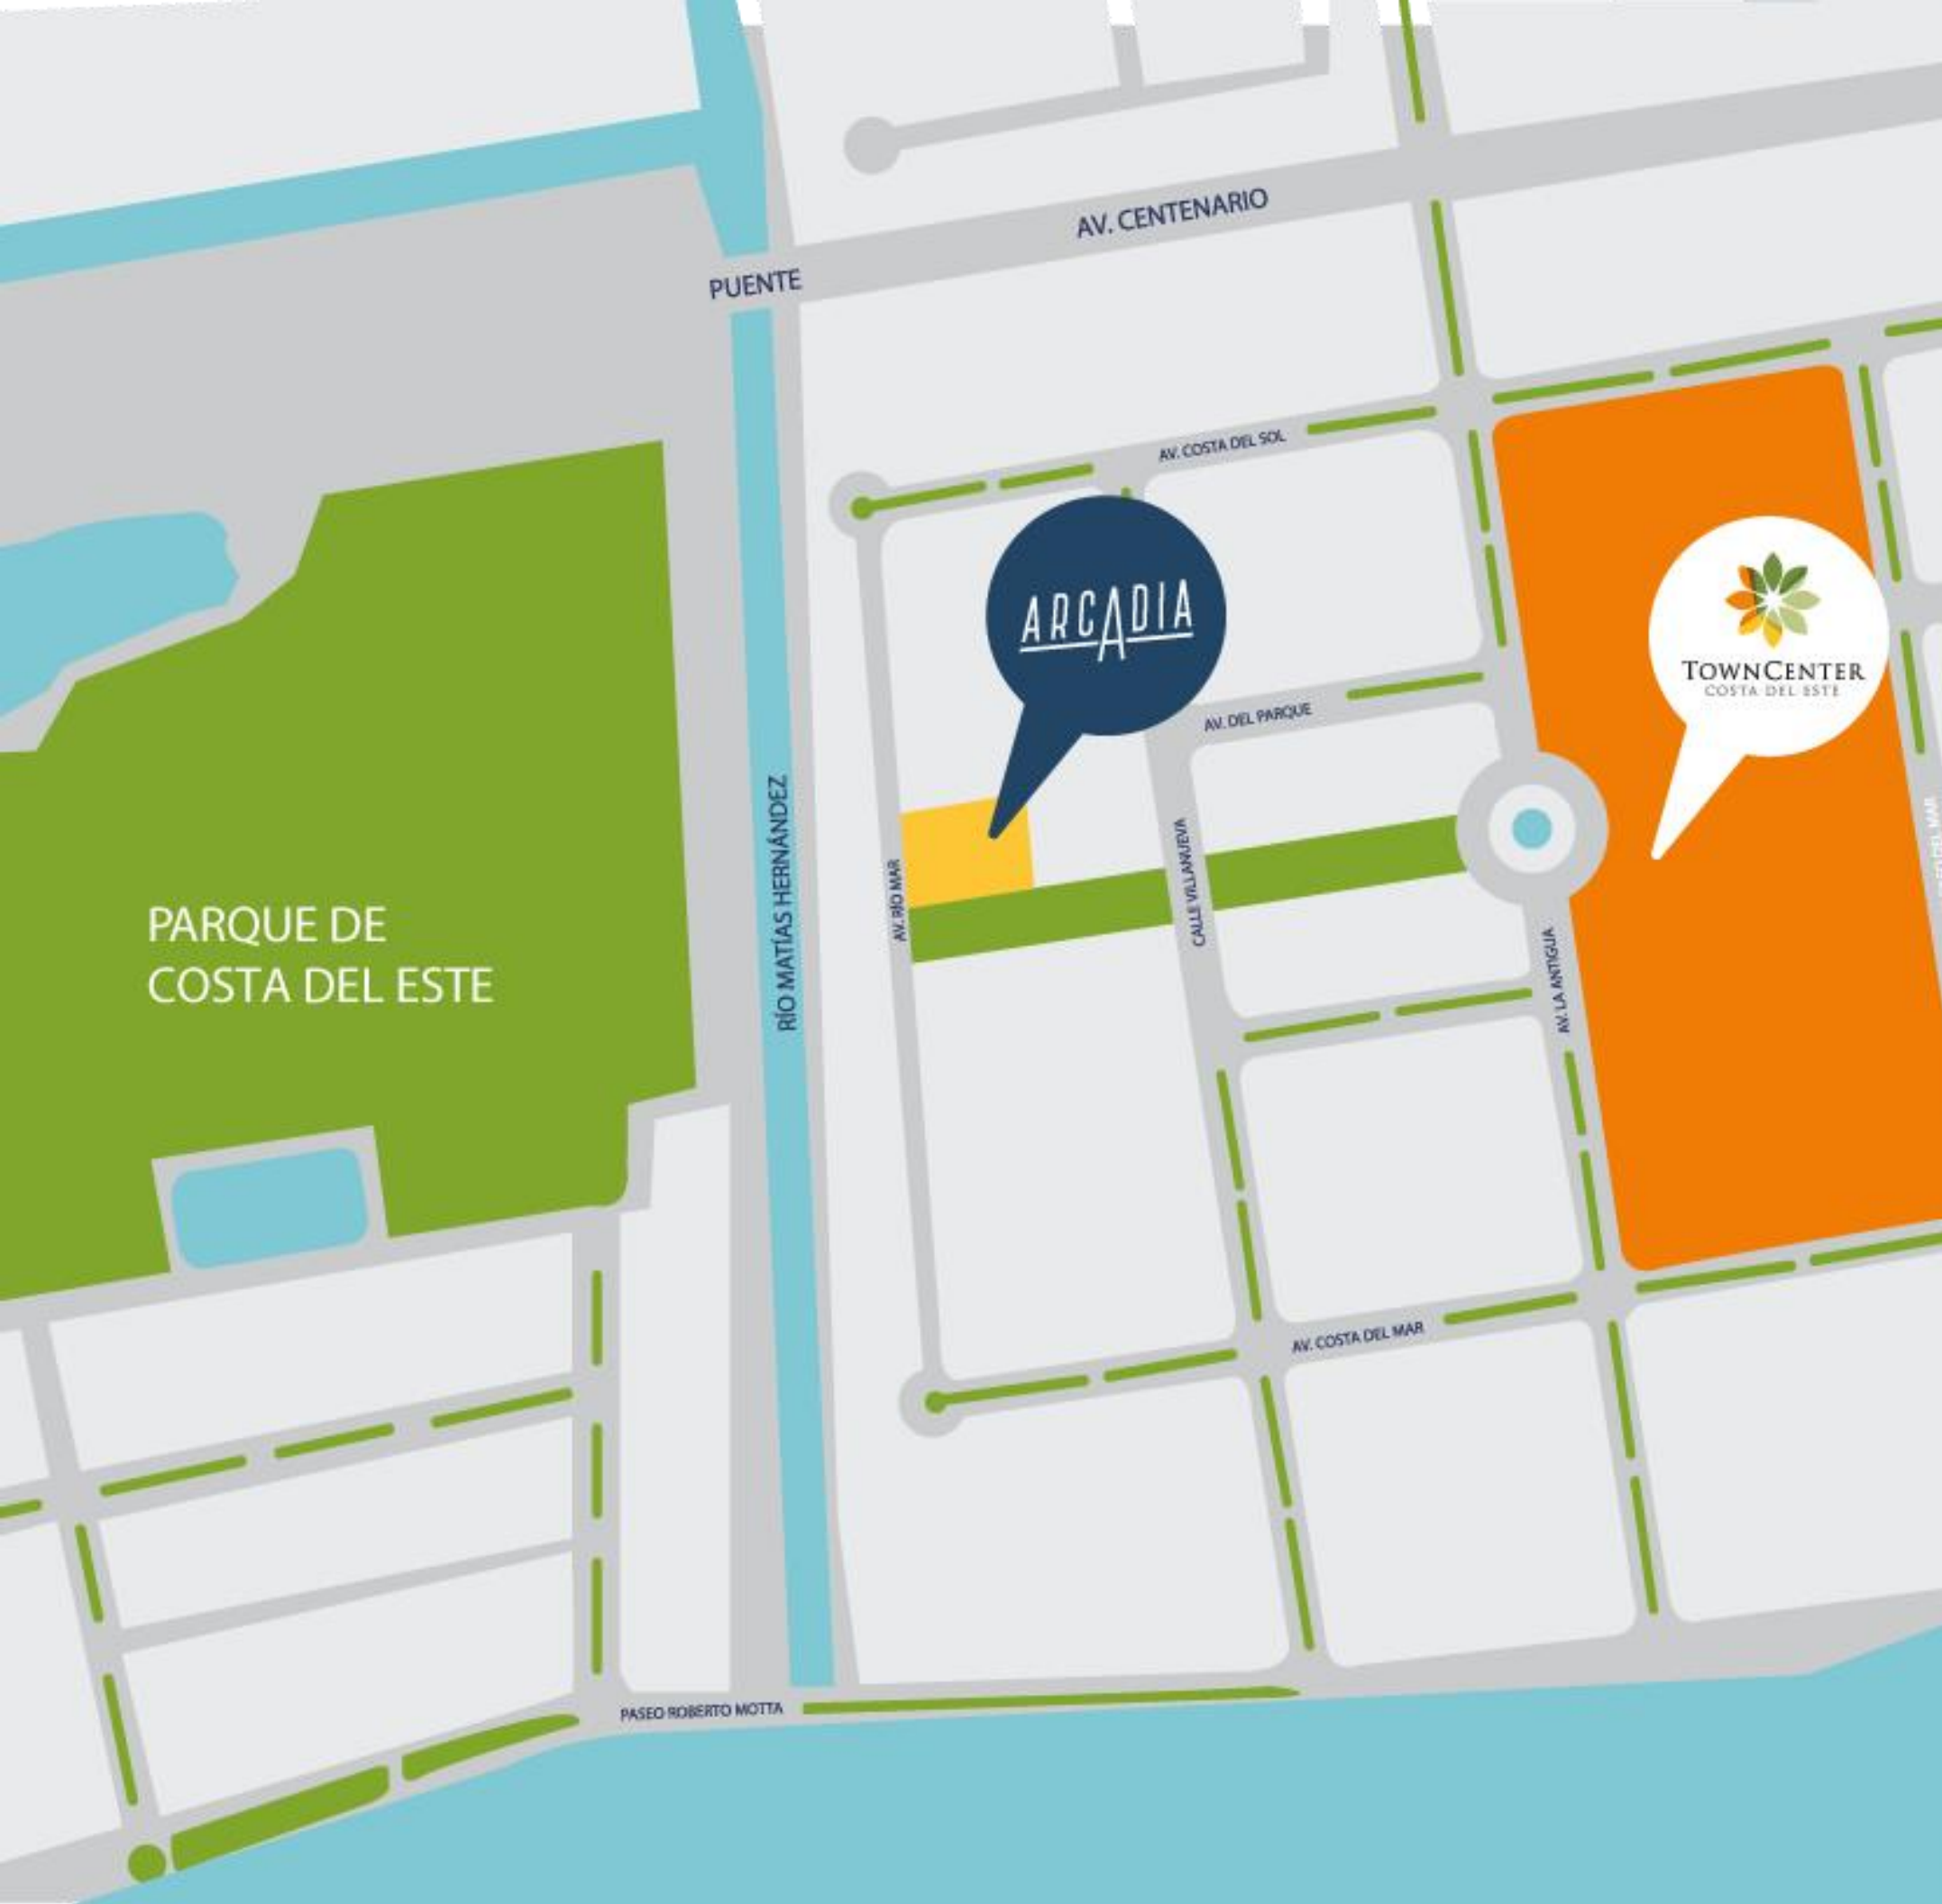 AV. CENTENARIO
PUENTE
AV. COSTA DEL SOL
ARCADIA
TOWNCENTER
COSTA DEL ESTE
AV. DEL PARQUE
RÍO MATÍAS HERNÁNDEZ
AV. RÍO MAR
CALLE VILLANUEVA
PARQUE DE
COSTA DEL ESTE
AV. LA ANTIGUA
AV. COSTA DEL MAR
PASEO ROBERTO MOTTA